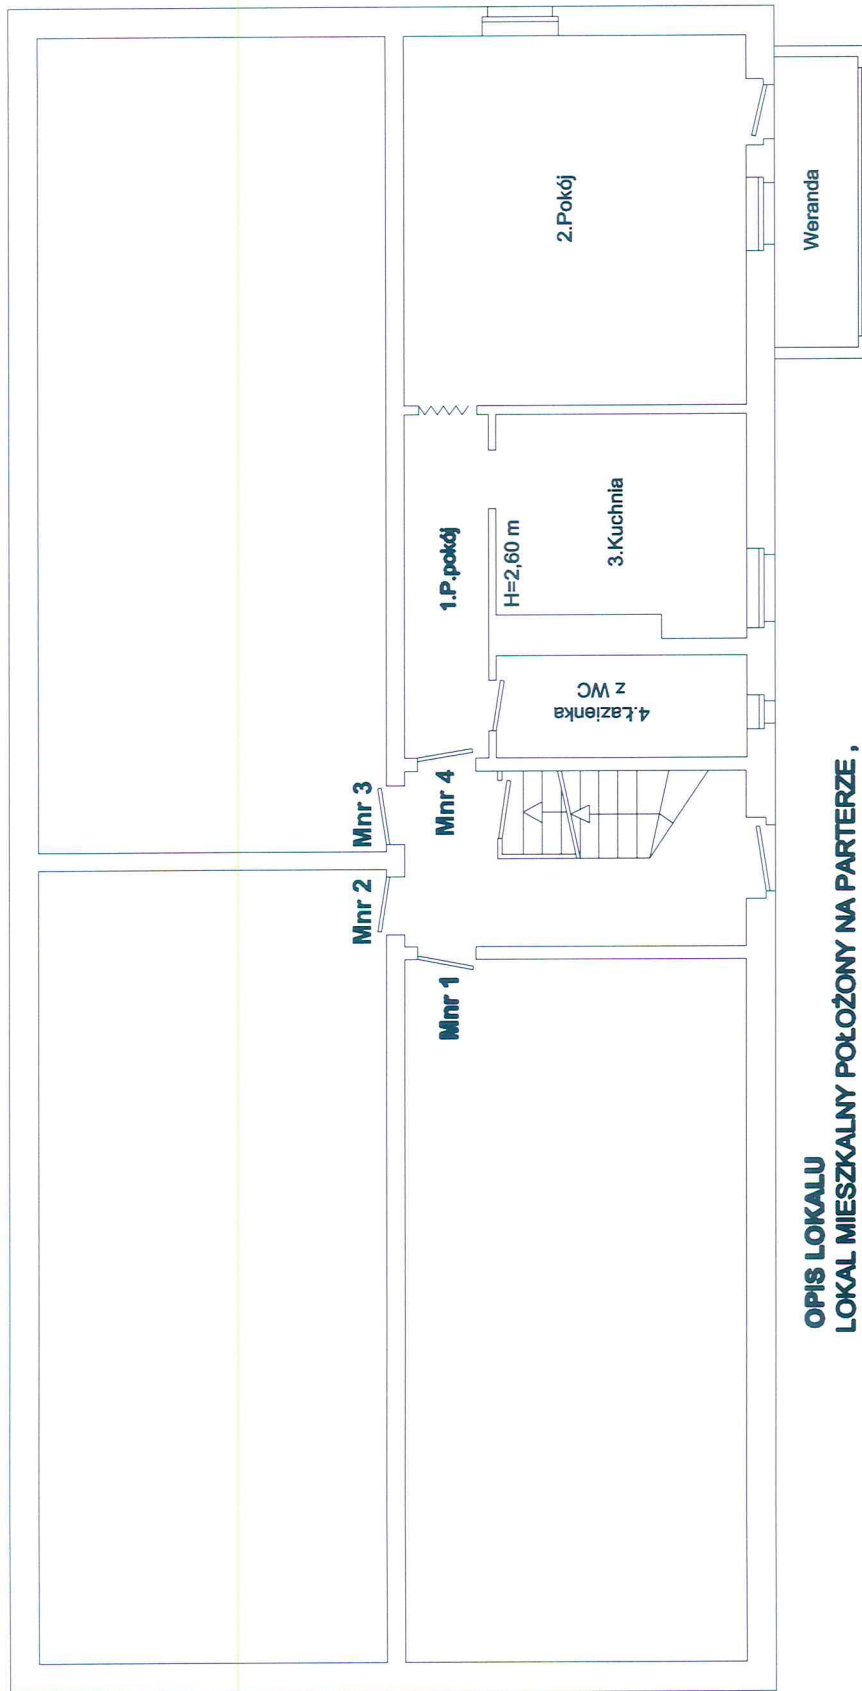 Mnr 1
Mnr 2
Mnr 3
Mnr 4
1.P.pokój
H=2,60 m
2.Pokój
3.Kuchnia
4.Łazienka
z WC
Weranda
OPIS LOKALU
LOKAL MIESZKALNY POŁOŻONY NA PARTERZE ,